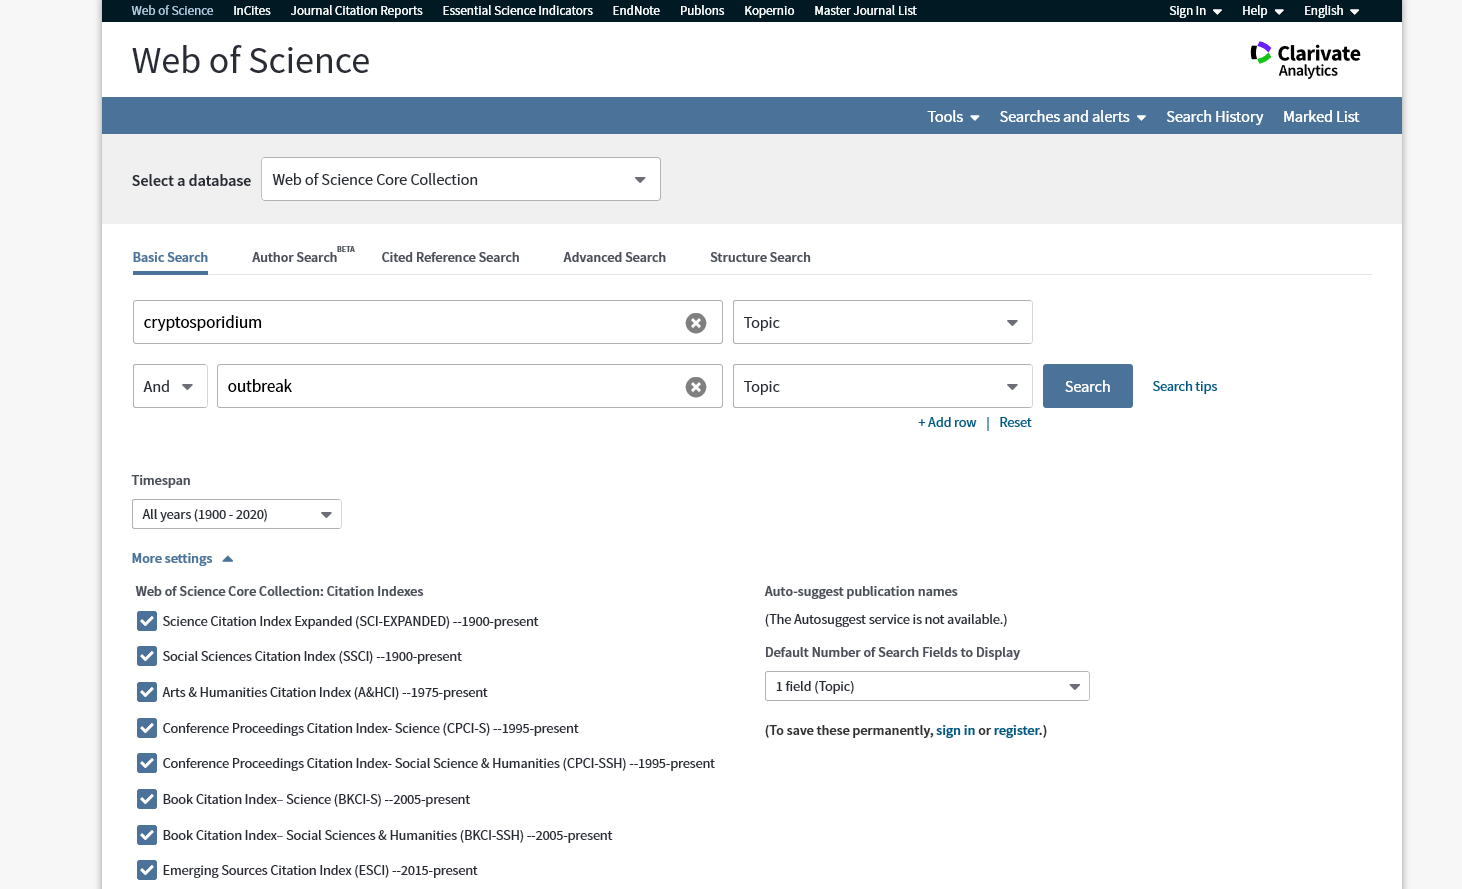 Web of Science InCites Journal Citation Reports Essential Science Indicators EndNote Publons Kopernio Master Journal List Sign In Help English
Web of Science
Clarivate
Analytics
Tools Searches and alerts Search History Marked List
Select a database Web of Science Core Collection
Basic Search Author Search BETA Cited Reference Search Advanced Search Structure Search
cryptosporidium Topic
And outbreak Topic Search Search tips
+ Add row | Reset
Timespan
All years (1900 - 2020)
More settings
Web of Science Core Collection: Citation Indexes
Science Citation Index Expanded (SCI-EXPANDED) --1900-present
Social Sciences Citation Index (SSCI) --1900-present
Arts & Humanities Citation Index (A&HCI) --1975-present
Conference Proceedings Citation Index- Science (CPCI-S) --1995-present
Conference Proceedings Citation Index- Social Science & Humanities (CPCI-SSH) --1995-present
Book Citation Index– Science (BKCI-S) --2005-present
Book Citation Index– Social Sciences & Humanities (BKCI-SSH) --2005-present
Emerging Sources Citation Index (ESCI) --2015-present
Auto-suggest publication names
(The Autosuggest service is not available.)
Default Number of Search Fields to Display
1 field (Topic)
(To save these permanently, sign in or register.)